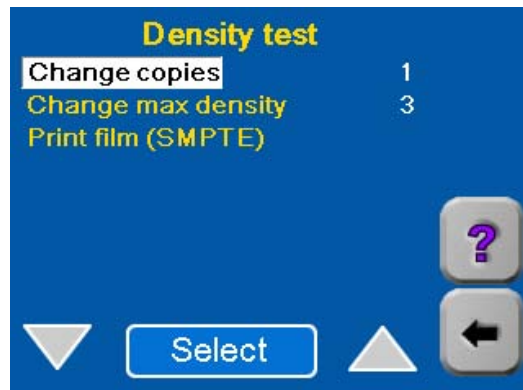 Density test
Change copies 1
Change max density 3
Print film (SMPTE)
?
Select